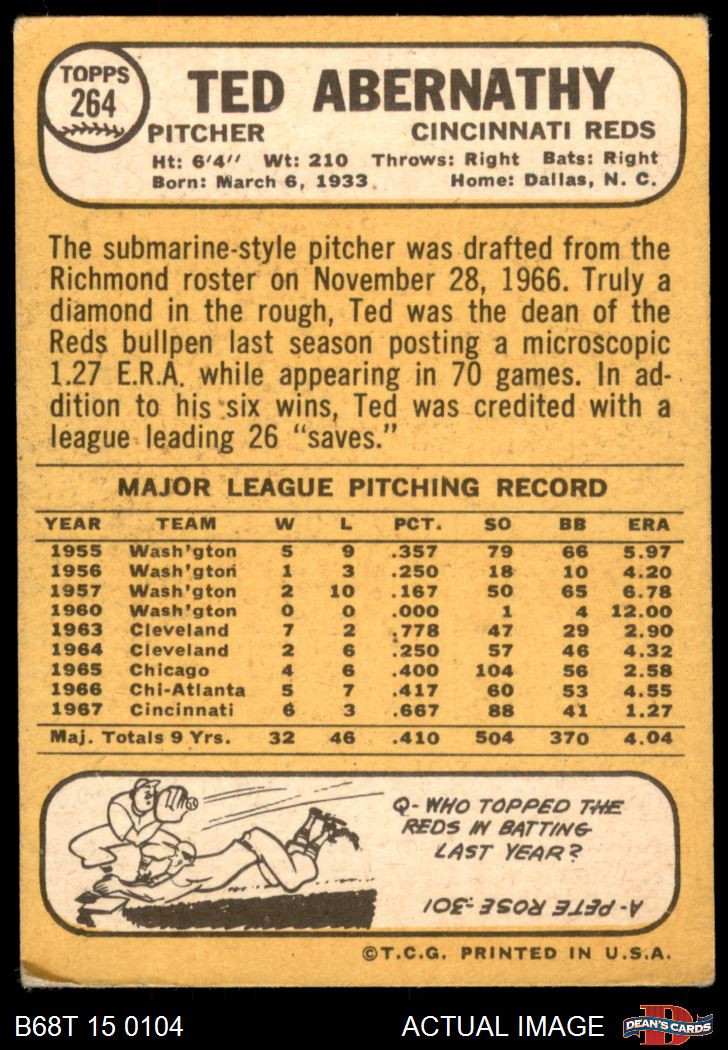 TOPPS
264
TED ABERNATHY
PITCHER CINCINNATI REDS
Ht: 6'4" Wt: 210 Throws: Right Bats: Right
Born: March 6, 1933 Home: Dallas, N. C.
The submarine-style pitcher was drafted from the
Richmond roster on November 28, 1966. Truly a
diamond in the rough, Ted was the dean of the
Reds bullpen last season posting a microscopic
1.27 E.R.A. while appearing in 70 games. In ad-
dition to his six wins, Ted was credited with a
league leading 26 "saves."
MAJOR LEAGUE PITCHING RECORD
YEAR TEAM W L PCT. SO BB ERA
1955 Wash'gton 5 9 .357 79 66 5.97
1956 Wash'gton 1 3 .250 18 10 4.20
1957 Wash'gton 2 10 .167 50 65 6.78
1960 Wash'gton 0 0 .000 1 4 12.00
1963 Cleveland 7 2 .778 47 29 2.90
1964 Cleveland 2 6 .250 57 46 4.32
1965 Chicago 4 6 .400 104 56 2.58
1966 Chi-Atlanta 5 7 .417 60 53 4.55
1967 Cincinnati 6 3 .667 88 41 1.27
Maj. Totals 9 Yrs. 32 46 .410 504 370 4.04
Q- WHO TOPPED THE
REDS IN BATTING
LAST YEAR?
A- PETE ROSE .301
©T.C.G. PRINTED IN U.S.A.
B68T 15 0104 ACTUAL IMAGE
D
DEAN'S CARDS